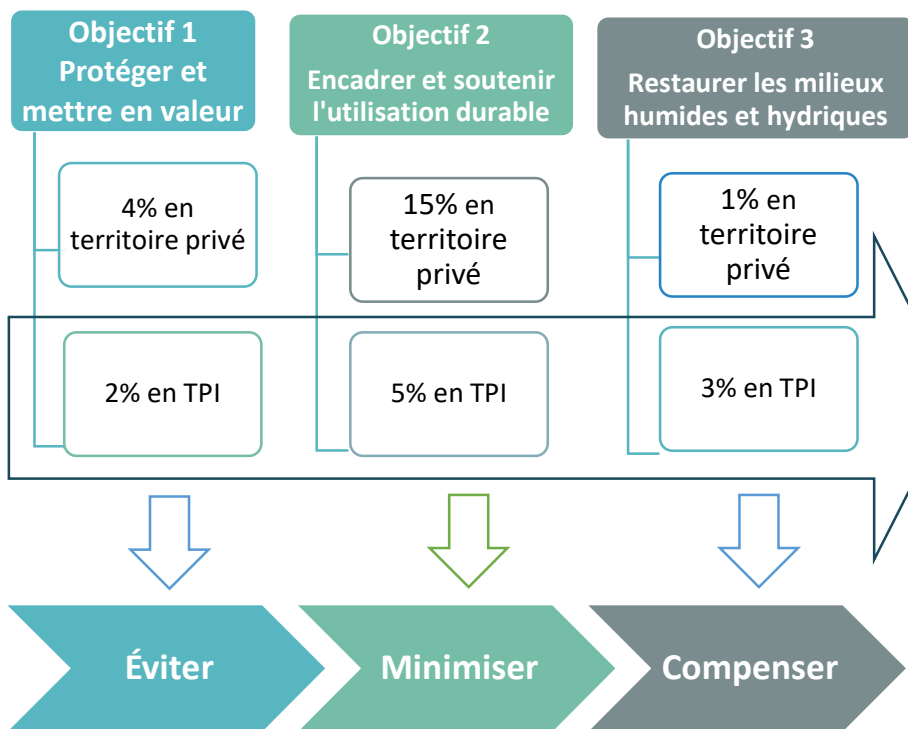 Objectif 1
Protéger et
mettre en valeur
4% en
territoire privé
2% en TPI
Éviter
Objectif 2
Encadrer et soutenir
l'utilisation durable
15% en
territoire
privé
5% en TPI
Minimiser
Objectif 3
Restaurer les milieux
humides et hydriques
1% en
territoire
privé
3% en TPI
Compenser